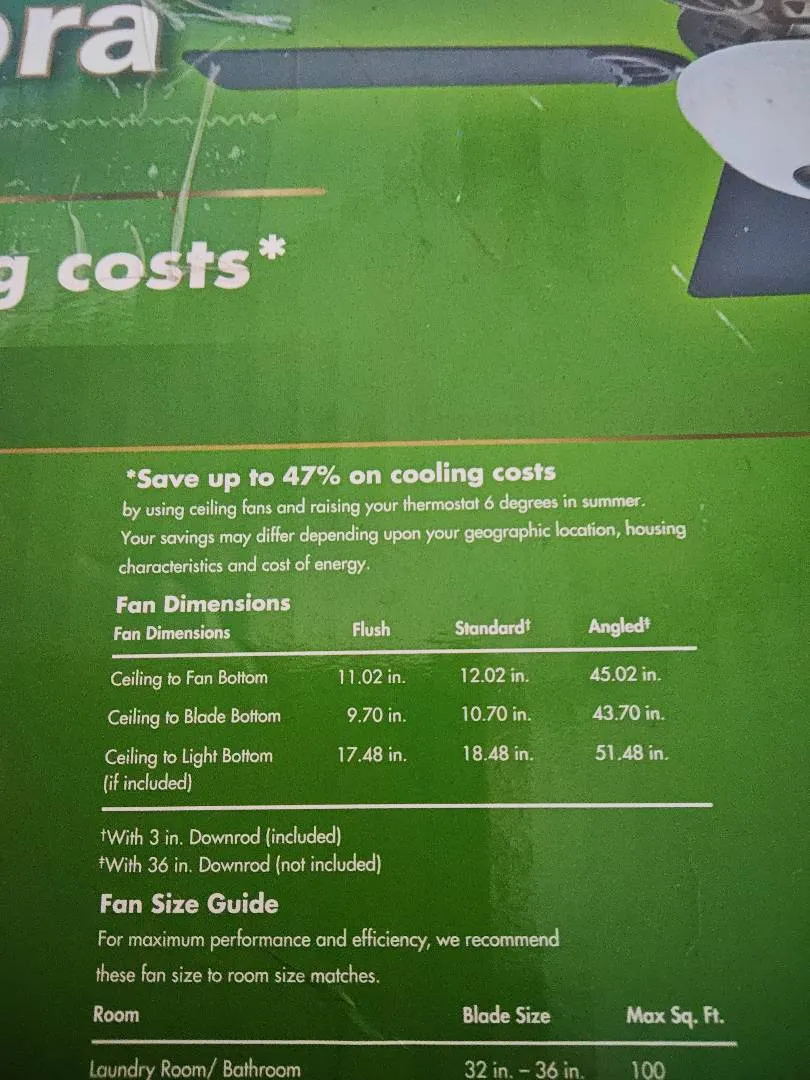 ra
costs*
*Save up to 47% on cooling costs
by using ceiling fans and raising your thermostat 6 degrees in summer.
Your savings may differ depending upon your geographic location, housing
characteristics and cost of energy.
Fan Dimensions
Fan Dimensions Flush Standard† Angled‡
Ceiling to Fan Bottom 11.02 in. 12.02 in. 45.02 in.
Ceiling to Blade Bottom 9.70 in. 10.70 in. 43.70 in.
Ceiling to Light Bottom 17.48 in. 18.48 in. 51.48 in.
(if included)
†With 3 in. Downrod (included)
‡With 36 in. Downrod (not included)
Fan Size Guide
For maximum performance and efficiency, we recommend
these fan size to room size matches.
Room Blade Size Max Sq. Ft.
Laundry Room/ Bathroom 32 in. – 36 in. 100